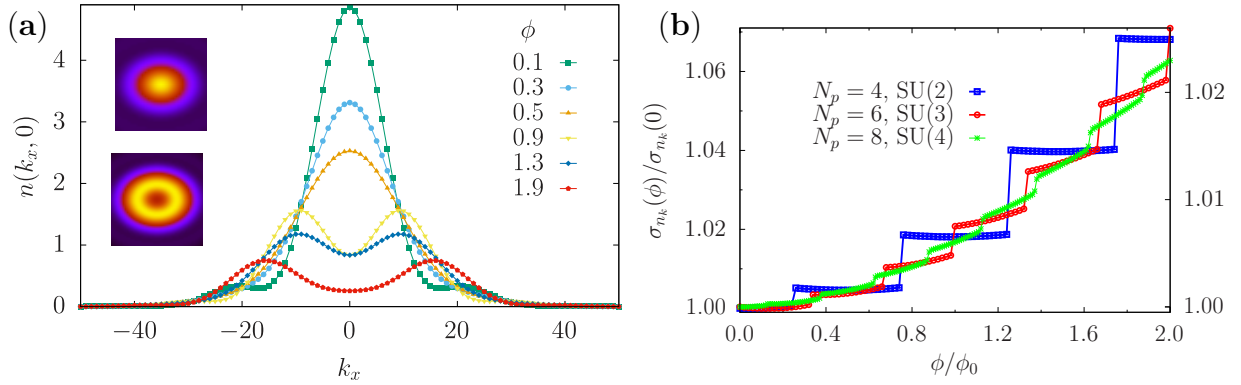 (a)
n(k_x, 0)
4
3
2
1
0
ϕ
0.1
0.3
0.5
0.9
1.3
1.9
−40
−20
0
20
40
k_x
(b)
σ_{n_k}(ϕ)/σ_{n_k}(0)
1.06
1.04
1.02
1.00
N_p = 4, SU(2)
N_p = 6, SU(3)
N_p = 8, SU(4)
1.02
1.01
1.00
0.0
0.4
0.8
1.2
1.6
2.0
ϕ/ϕ_0